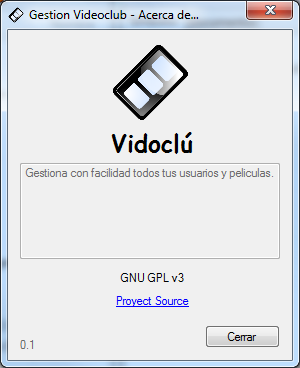 Gestion Videoclub - Acerca de...
Vidoclú
Gestiona con facilidad todos tus usuarios y peliculas.
GNU GPL v3
Proyect Source
0.1
Cerrar